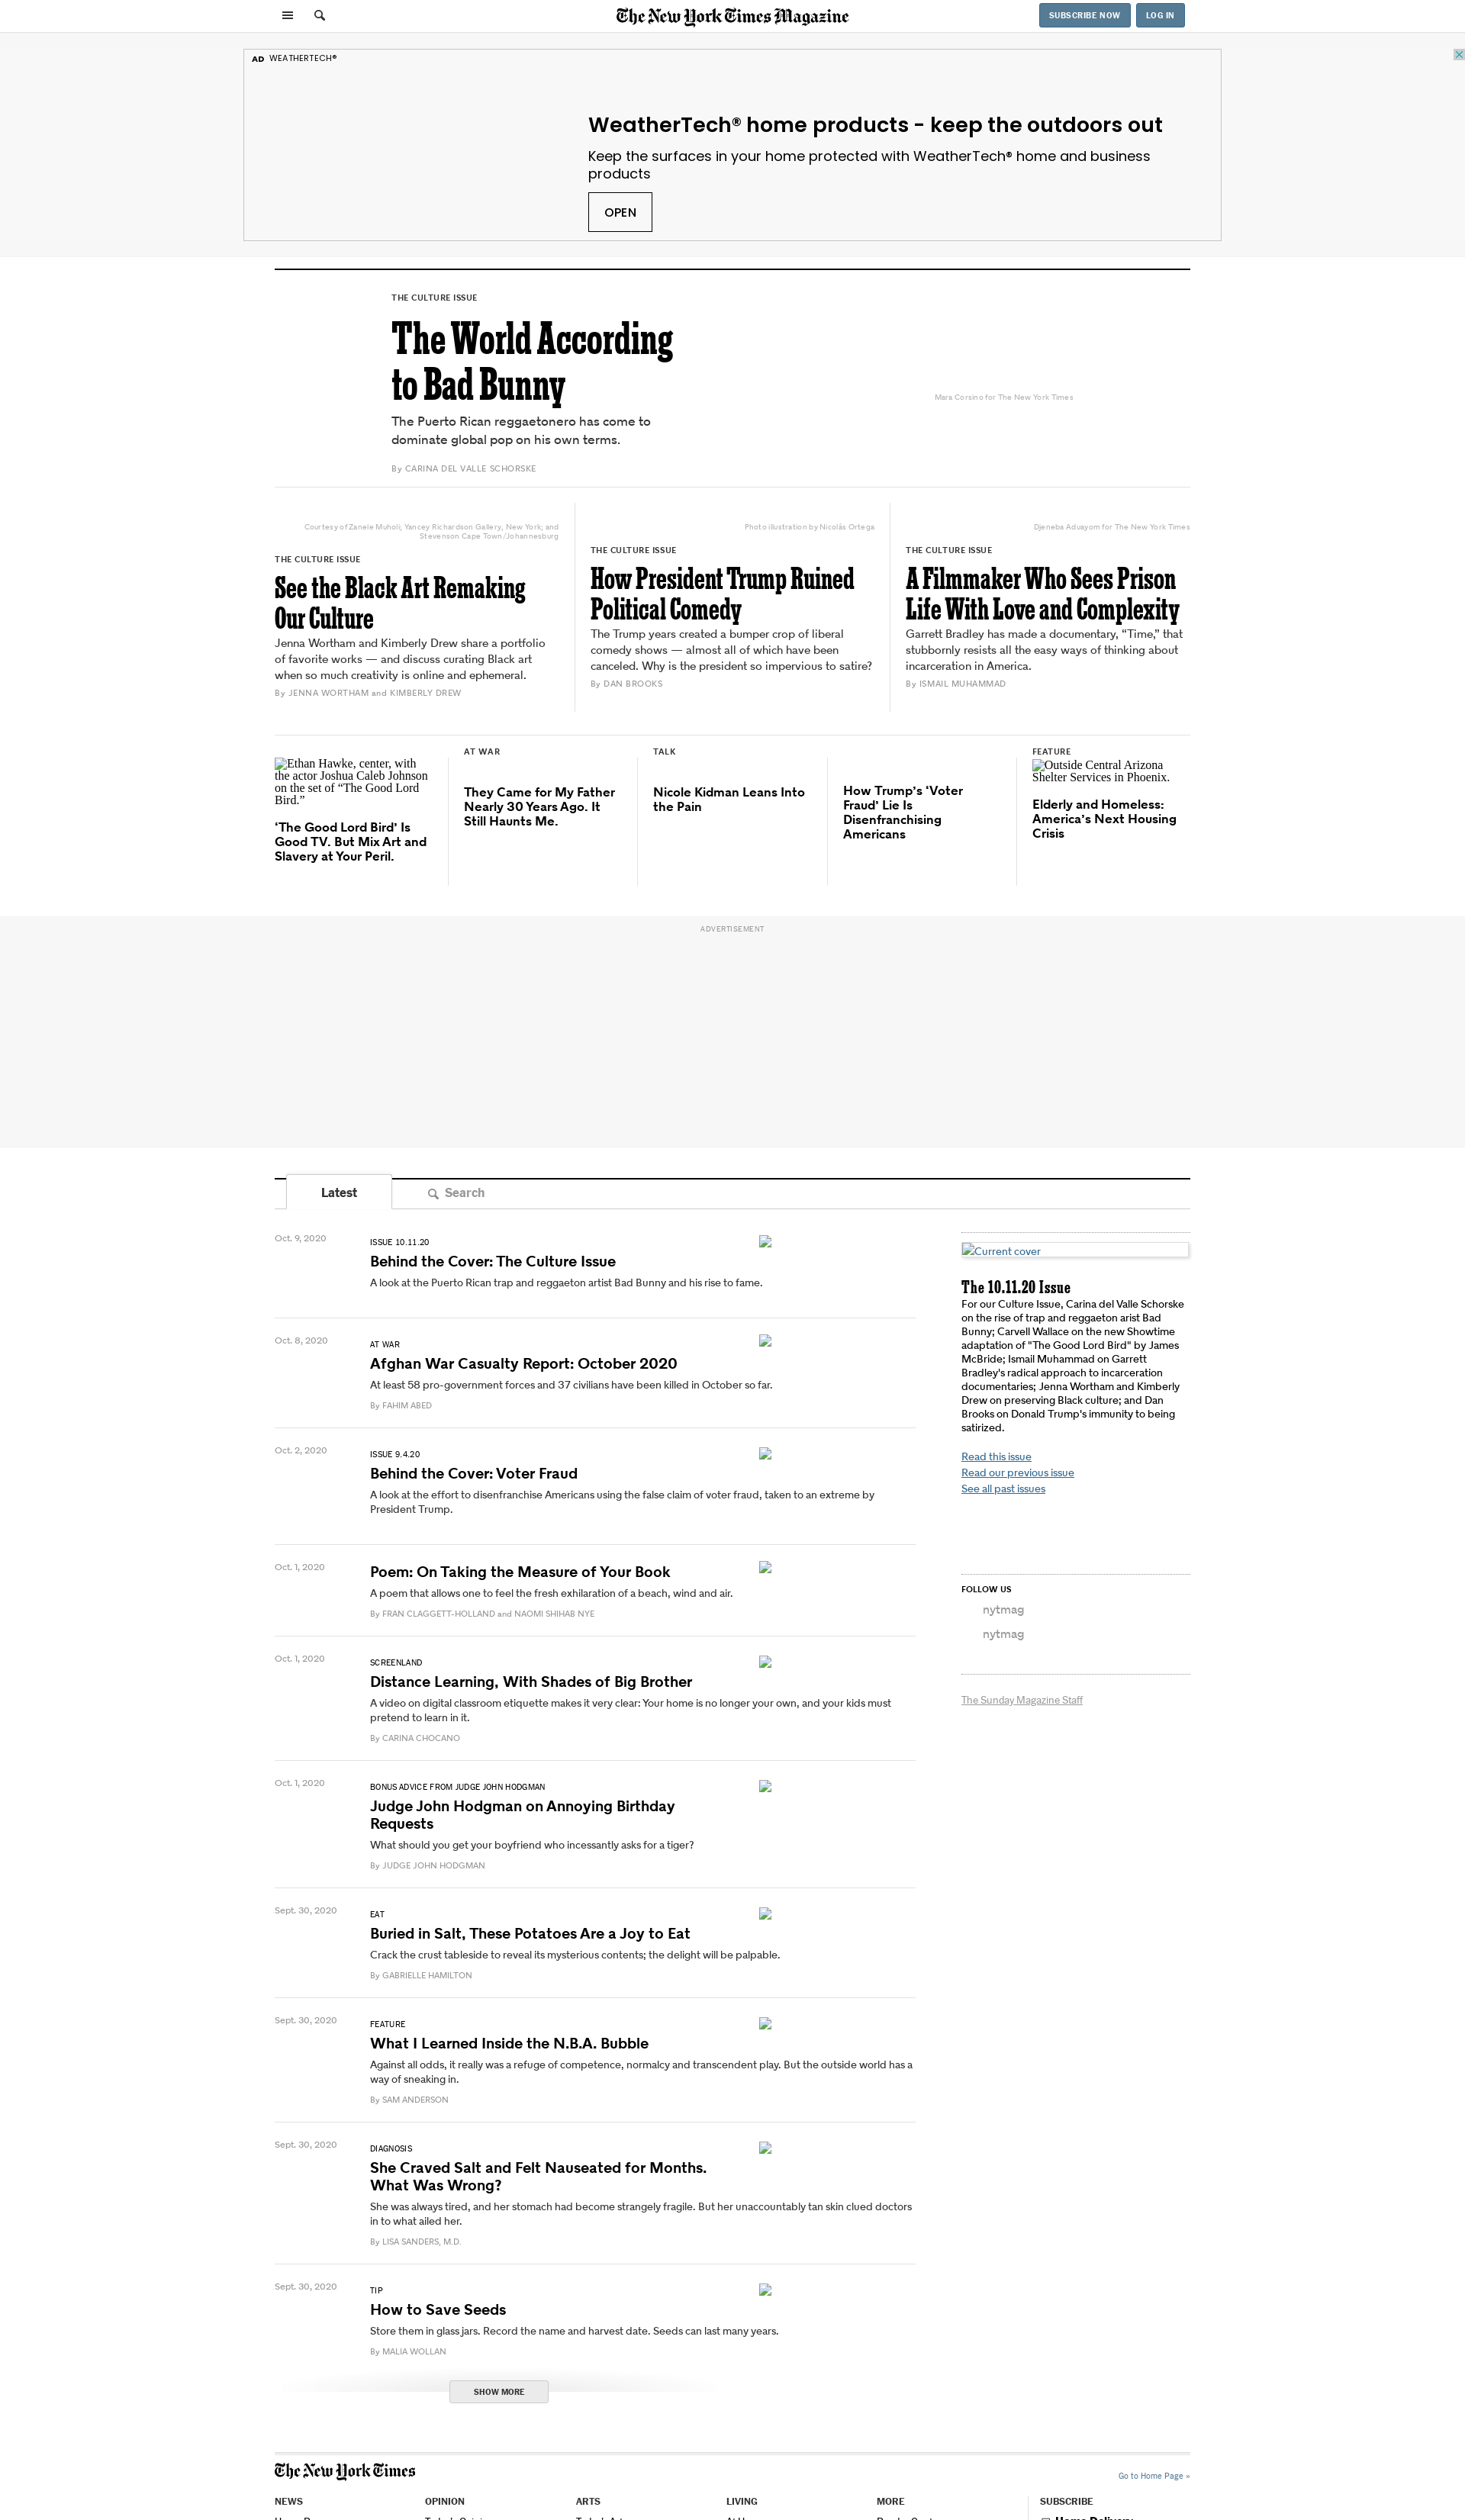 The New York Times Magazine
SUBSCRIBE NOW
LOG IN
AD WEATHERTECH®
WeatherTech® home products - keep the outdoors out
Keep the surfaces in your home protected with WeatherTech® home and business
products
OPEN
THE CULTURE ISSUE
The World According
to Bad Bunny
The Puerto Rican reggaetonero has come to
dominate global pop on his own terms.
By CARINA DEL VALLE SCHORSKE
Mara Corsino for The New York Times
Courtesy of Zanele Muholi; Yancey Richardson Gallery, New York; and
Stevenson Cape Town/Johannesburg
THE CULTURE ISSUE
See the Black Art Remaking
Our Culture
Jenna Wortham and Kimberly Drew share a portfolio
of favorite works — and discuss curating Black art
when so much creativity is online and ephemeral.
By JENNA WORTHAM and KIMBERLY DREW
Photo illustration by Nicolás Ortega
THE CULTURE ISSUE
How President Trump Ruined
Political Comedy
The Trump years created a bumper crop of liberal
comedy shows — almost all of which have been
canceled. Why is the president so impervious to satire?
By DAN BROOKS
Djeneba Aduayom for The New York Times
THE CULTURE ISSUE
A Filmmaker Who Sees Prison
Life With Love and Complexity
Garrett Bradley has made a documentary, “Time,” that
stubbornly resists all the easy ways of thinking about
incarceration in America.
By ISMAIL MUHAMMAD
Ethan Hawke, center, with
the actor Joshua Caleb Johnson
on the set of “The Good Lord
Bird.”
‘The Good Lord Bird’ Is
Good TV. But Mix Art and
Slavery at Your Peril.
AT WAR
They Came for My Father
Nearly 30 Years Ago. It
Still Haunts Me.
TALK
Nicole Kidman Leans Into
the Pain
How Trump’s ‘Voter
Fraud’ Lie Is
Disenfranchising
Americans
FEATURE
Outside Central Arizona
Shelter Services in Phoenix.
Elderly and Homeless:
America’s Next Housing
Crisis
ADVERTISEMENT
Latest
Search
Oct. 9, 2020
ISSUE 10.11.20
Behind the Cover: The Culture Issue
A look at the Puerto Rican trap and reggaeton artist Bad Bunny and his rise to fame.
Oct. 8, 2020
AT WAR
Afghan War Casualty Report: October 2020
At least 58 pro-government forces and 37 civilians have been killed in October so far.
By FAHIM ABED
Oct. 2, 2020
ISSUE 9.4.20
Behind the Cover: Voter Fraud
A look at the effort to disenfranchise Americans using the false claim of voter fraud, taken to an extreme by
President Trump.
Oct. 1, 2020
Poem: On Taking the Measure of Your Book
A poem that allows one to feel the fresh exhilaration of a beach, wind and air.
By FRAN CLAGGETT-HOLLAND and NAOMI SHIHAB NYE
Oct. 1, 2020
SCREENLAND
Distance Learning, With Shades of Big Brother
A video on digital classroom etiquette makes it very clear: Your home is no longer your own, and your kids must
pretend to learn in it.
By CARINA CHOCANO
Oct. 1, 2020
BONUS ADVICE FROM JUDGE JOHN HODGMAN
Judge John Hodgman on Annoying Birthday
Requests
What should you get your boyfriend who incessantly asks for a tiger?
By JUDGE JOHN HODGMAN
Sept. 30, 2020
EAT
Buried in Salt, These Potatoes Are a Joy to Eat
Crack the crust tableside to reveal its mysterious contents; the delight will be palpable.
By GABRIELLE HAMILTON
Sept. 30, 2020
FEATURE
What I Learned Inside the N.B.A. Bubble
Against all odds, it really was a refuge of competence, normalcy and transcendent play. But the outside world has a
way of sneaking in.
By SAM ANDERSON
Sept. 30, 2020
DIAGNOSIS
She Craved Salt and Felt Nauseated for Months.
What Was Wrong?
She was always tired, and her stomach had become strangely fragile. But her unaccountably tan skin clued doctors
in to what ailed her.
By LISA SANDERS, M.D.
Sept. 30, 2020
TIP
How to Save Seeds
Store them in glass jars. Record the name and harvest date. Seeds can last many years.
By MALIA WOLLAN
SHOW MORE
Current cover
The 10.11.20 Issue
For our Culture Issue, Carina del Valle Schorske
on the rise of trap and reggaeton arist Bad
Bunny; Carvell Wallace on the new Showtime
adaptation of "The Good Lord Bird" by James
McBride; Ismail Muhammad on Garrett
Bradley's radical approach to incarceration
documentaries; Jenna Wortham and Kimberly
Drew on preserving Black culture; and Dan
Brooks on Donald Trump's immunity to being
satirized.
Read this issue
Read our previous issue
See all past issues
FOLLOW US
nytmag
nytmag
The Sunday Magazine Staff
The New York Times
Go to Home Page »
NEWS
OPINION
ARTS
LIVING
MORE
SUBSCRIBE